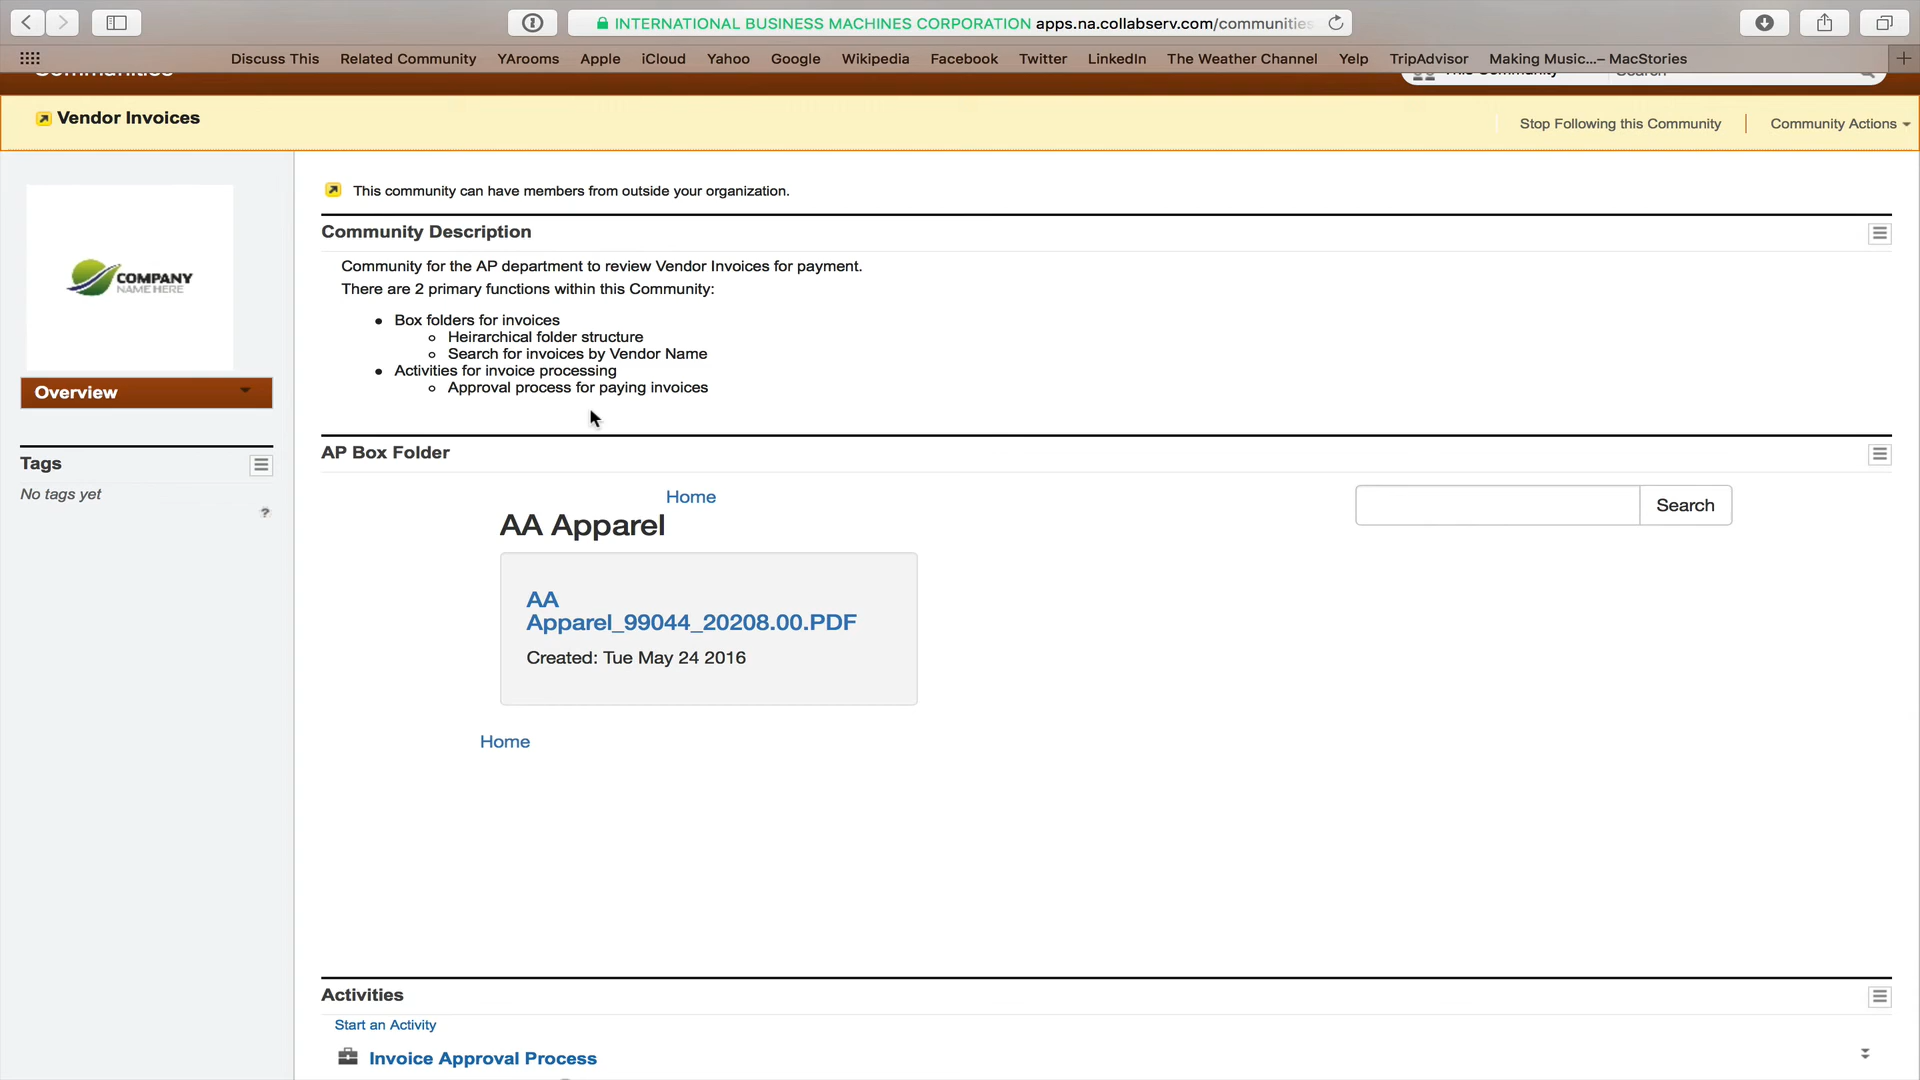 INTERNATIONAL BUSINESS MACHINES CORPORATION apps.na.collabserv.com/communities
Discuss This Related Community YArooms Apple iCloud Yahoo Google Wikipedia Facebook Twitter LinkedIn The Weather Channel Yelp TripAdvisor Making Music...– MacStories
Communities This Community Search
Vendor Invoices
Stop Following this Community Community Actions
This community can have members from outside your organization.
COMPANY
NAME HERE
Overview
Tags
No tags yet
?
Community Description
Community for the AP department to review Vendor Invoices for payment.
There are 2 primary functions within this Community:
Box folders for invoices
Heirarchical folder structure
Search for invoices by Vendor Name
Activities for invoice processing
Approval process for paying invoices
AP Box Folder
Home
Search
AA Apparel
AA
Apparel_99044_20208.00.PDF
Created: Tue May 24 2016
Home
Activities
Start an Activity
Invoice Approval Process